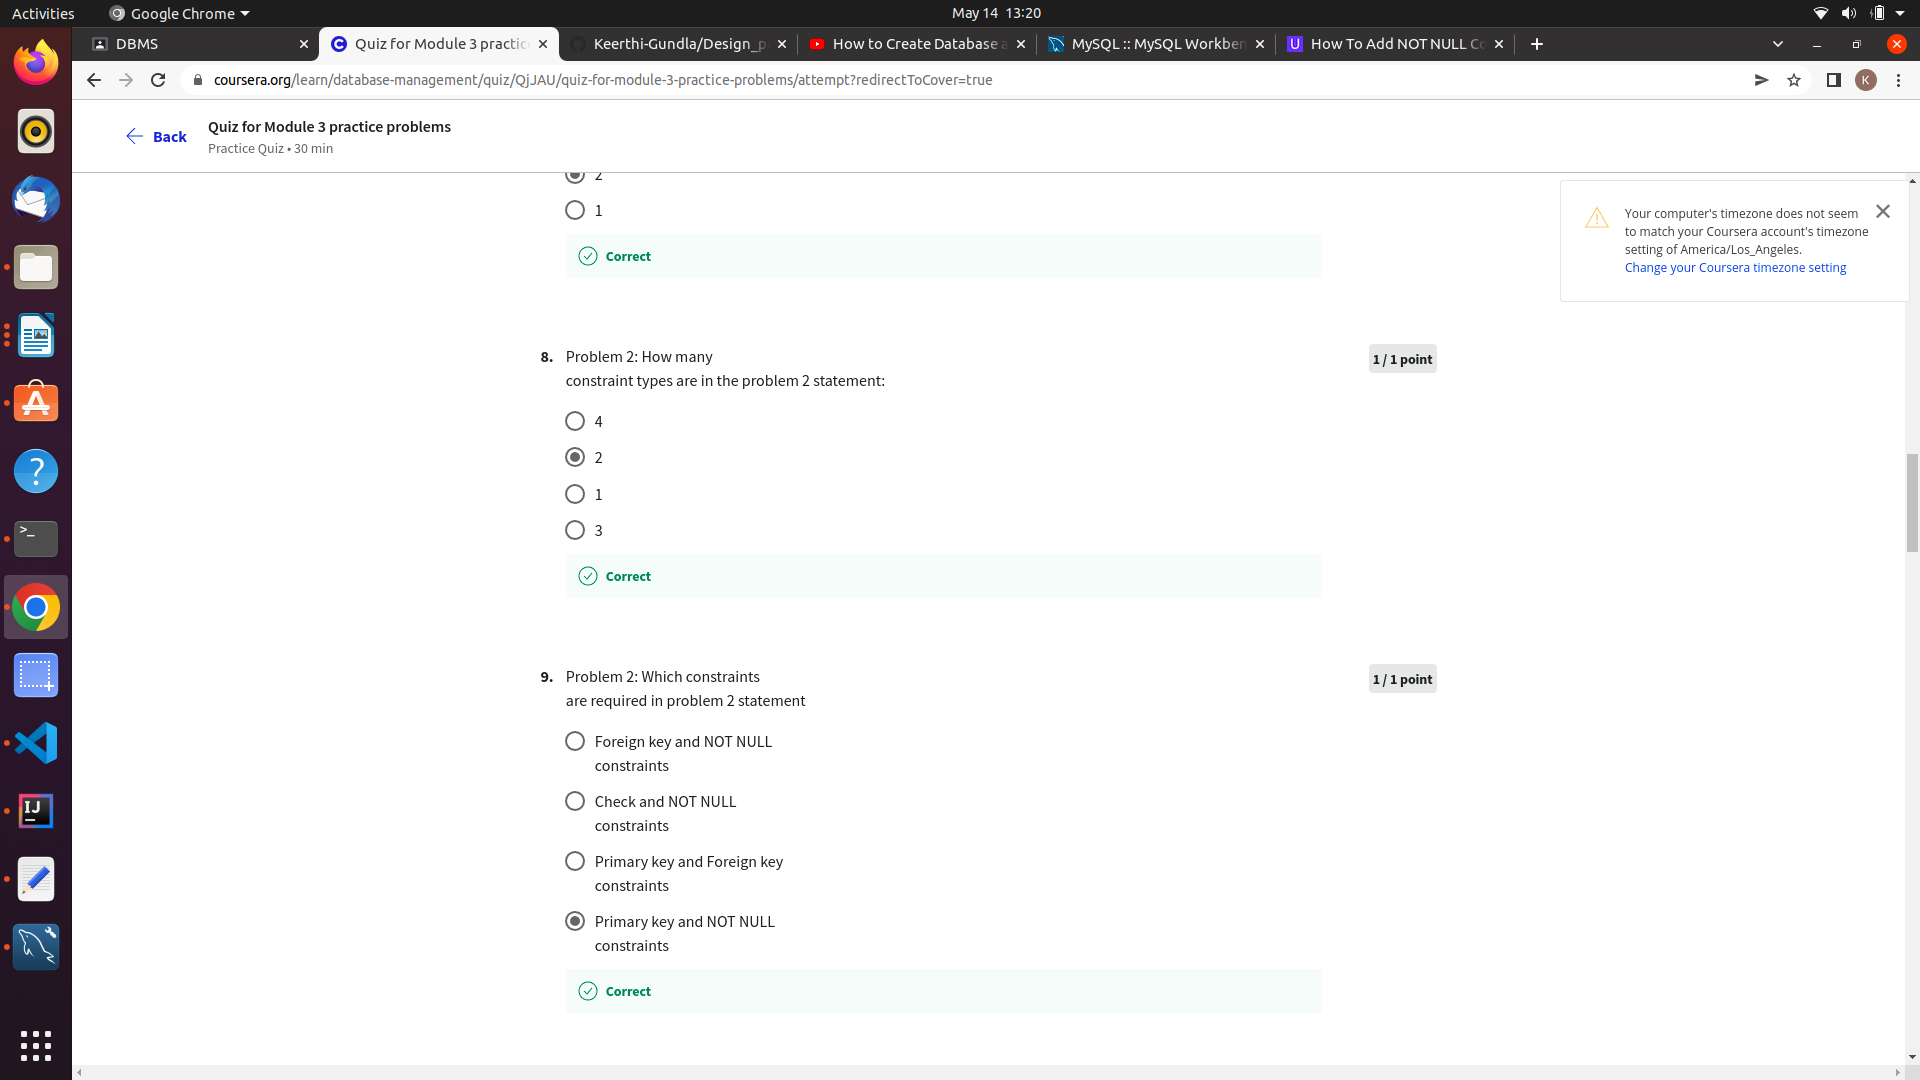 Activities
Google Chrome
May 14 13:20
DBMS
Quiz for Module 3 practic
Keerthi-Gundla/Design_p
How to Create Database a
MySQL :: MySQL Workben
How To Add NOT NULL Co
coursera.org/learn/database-management/quiz/QjJAU/quiz-for-module-3-practice-problems/attempt?redirectToCover=true
K
Back
Quiz for Module 3 practice problems
Practice Quiz • 30 min
Your computer's timezone does not seem
to match your Coursera account's timezone
setting of America/Los_Angeles.
Change your Coursera timezone setting
2
1
Correct
8. Problem 2: How many
constraint types are in the problem 2 statement:
1 / 1 point
4
2
1
3
Correct
9. Problem 2: Which constraints
are required in problem 2 statement
1 / 1 point
Foreign key and NOT NULL
constraints
Check and NOT NULL
constraints
Primary key and Foreign key
constraints
Primary key and NOT NULL
constraints
Correct